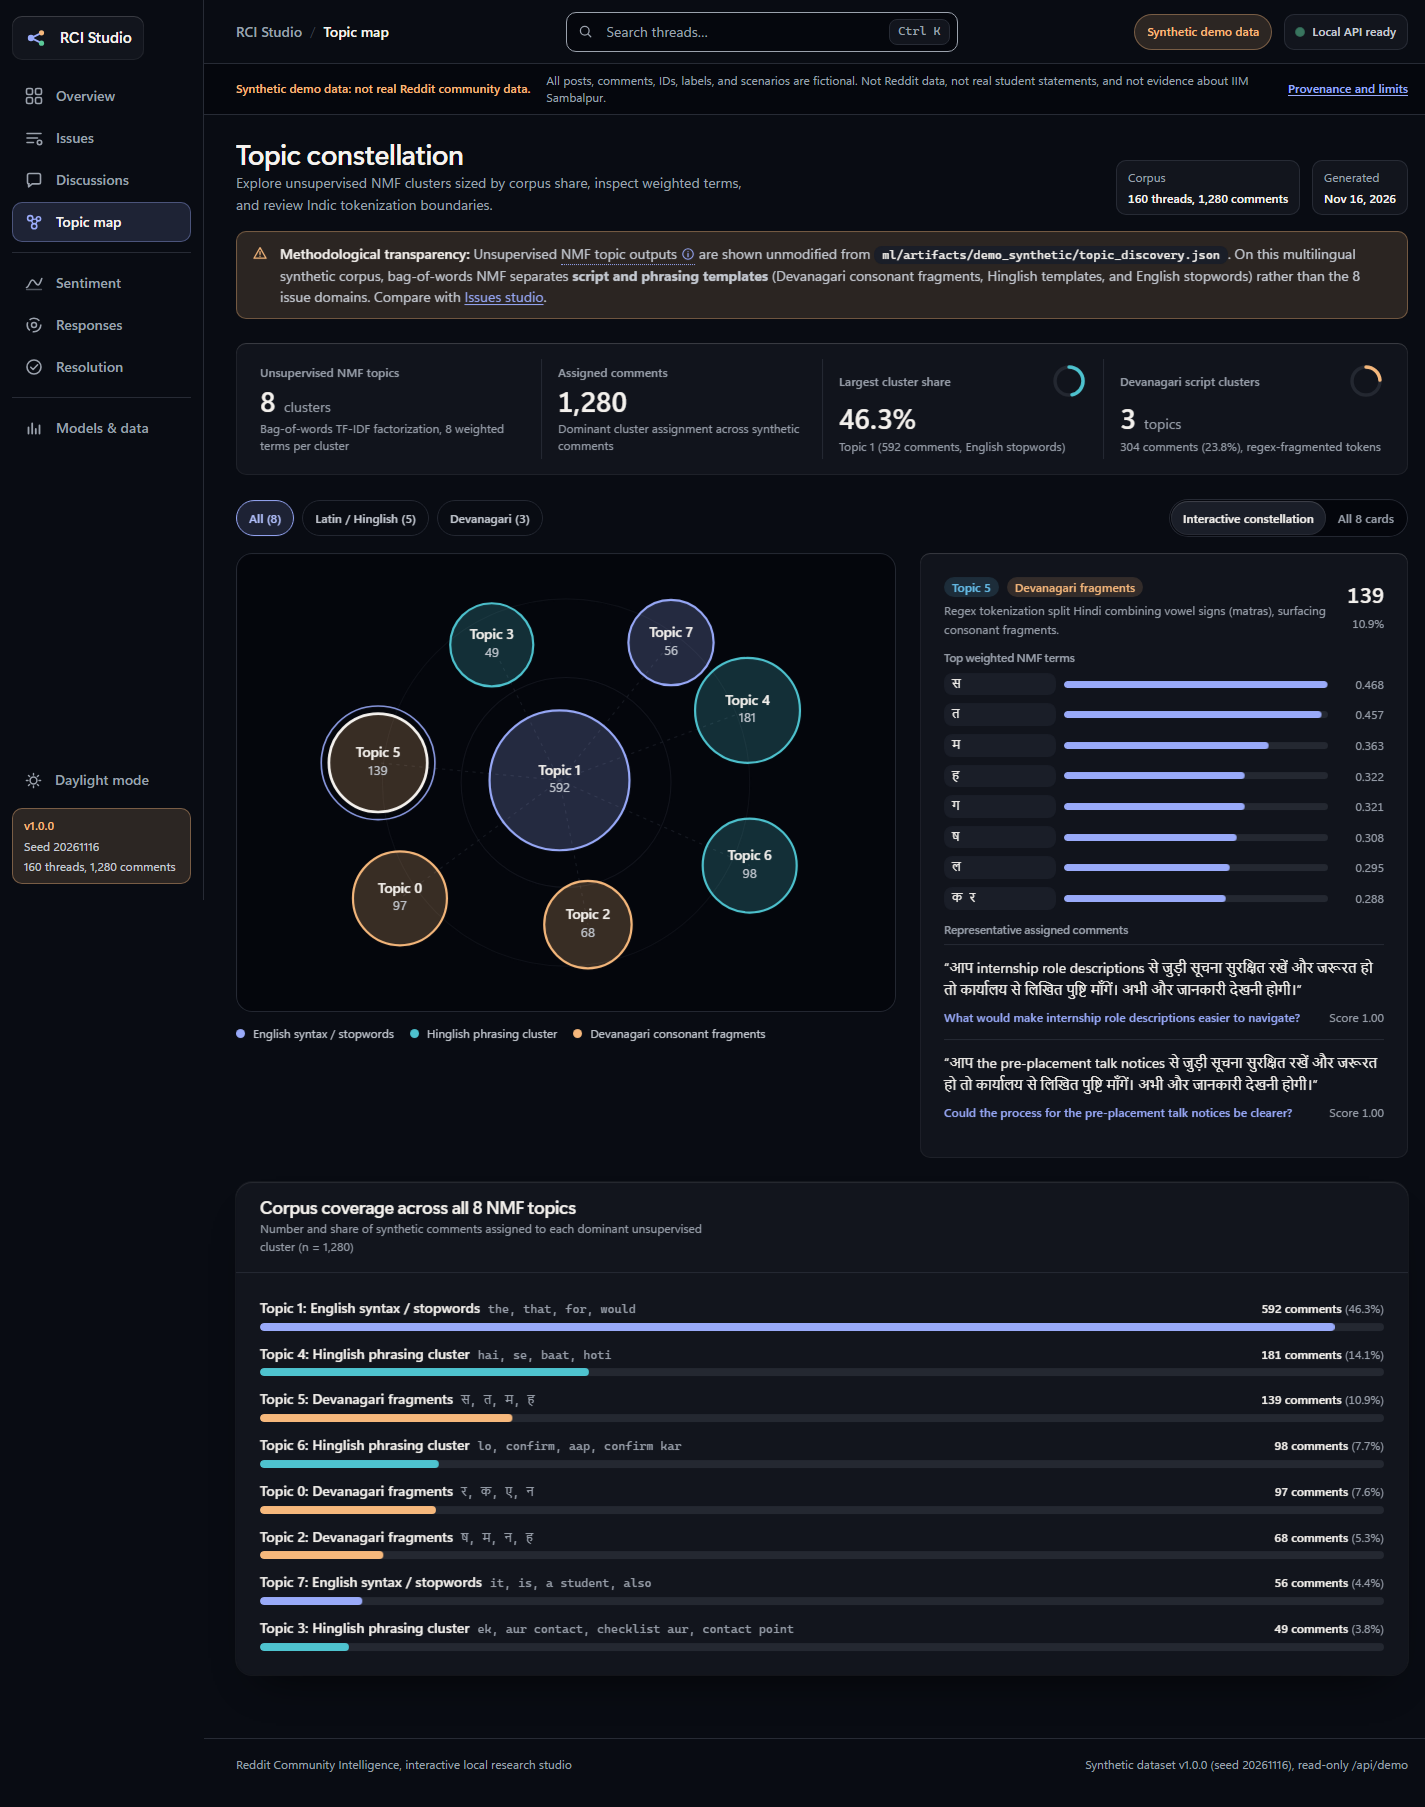 RCI Studio
Overview
Issues
Discussions
Topic map
Sentiment
Responses
Resolution
Models & data
Daylight mode
v1.0.0
Seed 20261116
160 threads, 1,280 comments
RCI Studio / Topic map
Search threads...
Ctrl K
Synthetic demo data
Local API ready
Synthetic demo data: not real Reddit community data.
All posts, comments, IDs, labels, and scenarios are fictional. Not Reddit data, not real student statements, and not evidence about IIM
Sambalpur.
Provenance and limits
Topic constellation
Explore unsupervised NMF clusters sized by corpus share, inspect weighted terms,
and review Indic tokenization boundaries.
Corpus
160 threads, 1,280 comments
Generated
Nov 16, 2026
Methodological transparency: Unsupervised NMF topic outputs are shown unmodified from ml/artifacts/demo_synthetic/topic_discovery.json . On this multilingual
synthetic corpus, bag-of-words NMF separates script and phrasing templates (Devanagari consonant fragments, Hinglish templates, and English stopwords) rather than the 8
issue domains. Compare with Issues studio.
Unsupervised NMF topics
8 clusters
Bag-of-words TF-IDF factorization, 8 weighted
terms per cluster
Assigned comments
1,280
Dominant cluster assignment across synthetic
comments
Largest cluster share
46.3%
Topic 1 (592 comments, English stopwords)
Devanagari script clusters
3 topics
304 comments (23.8%), regex-fragmented tokens
All (8)
Latin / Hinglish (5)
Devanagari (3)
Interactive constellation
All 8 cards
Topic 3
49
Topic 7
56
Topic 4
181
Topic 5
139
Topic 1
592
Topic 6
98
Topic 0
97
Topic 2
68
English syntax / stopwords
Hinglish phrasing cluster
Devanagari consonant fragments
Topic 5
Devanagari fragments
139
10.9%
Regex tokenization split Hindi combining vowel signs (matras), surfacing
consonant fragments.
Top weighted NMF terms
स 0.468
त 0.457
म 0.363
ह 0.322
ग 0.321
ष 0.308
ल 0.295
क र 0.288
Representative assigned comments
“आप internship role descriptions से जुड़ी सूचना सुरक्षित रखें और जरूरत हो
तो कार्यालय से लिखित पुष्टि माँगें। अभी और जानकारी देखनी होगी।”
What would make internship role descriptions easier to navigate?
Score 1.00
“आप the pre-placement talk notices से जुड़ी सूचना सुरक्षित रखें और जरूरत
हो तो कार्यालय से लिखित पुष्टि माँगें। अभी और जानकारी देखनी होगी।”
Could the process for the pre-placement talk notices be clearer?
Score 1.00
Corpus coverage across all 8 NMF topics
Number and share of synthetic comments assigned to each dominant unsupervised
cluster (n = 1,280)
Topic 1: English syntax / stopwords the, that, for, would 592 comments (46.3%)
Topic 4: Hinglish phrasing cluster hai, se, baat, hoti 181 comments (14.1%)
Topic 5: Devanagari fragments स, त, म, ह 139 comments (10.9%)
Topic 6: Hinglish phrasing cluster lo, confirm, aap, confirm kar 98 comments (7.7%)
Topic 0: Devanagari fragments र, क, ए, न 97 comments (7.6%)
Topic 2: Devanagari fragments ष, म, न, ह 68 comments (5.3%)
Topic 7: English syntax / stopwords it, is, a student, also 56 comments (4.4%)
Topic 3: Hinglish phrasing cluster ek, aur contact, checklist aur, contact point 49 comments (3.8%)
Reddit Community Intelligence, interactive local research studio
Synthetic dataset v1.0.0 (seed 20261116), read-only /api/demo